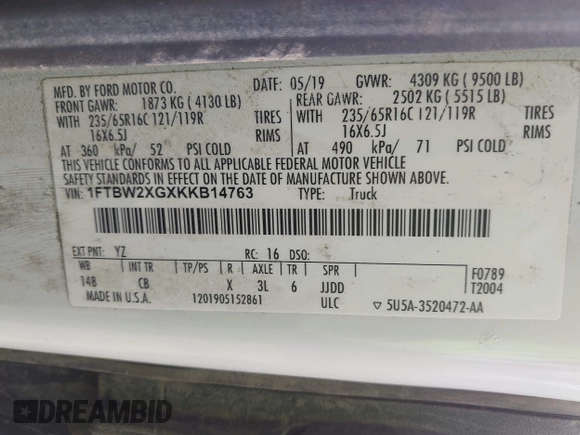 MFD. BY FORD MOTOR CO. DATE: 05/19 GVWR: 4309 KG ( 9500 LB)
FRONT GAWR: 1873 KG ( 4130 LB) REAR GAWR: 2502 KG ( 5515 LB)
WITH 235/65R16C 121/119R TIRES WITH 235/65R16C 121/119R TIRES
16X6.5J RIMS 16X6.5J RIMS
AT 360 kPa/ 52 PSI COLD AT 490 kPa/ 71 PSI COLD
THIS VEHICLE CONFORMS TO ALL APPLICABLE FEDERAL MOTOR VEHICLE
SAFETY STANDARDS IN EFFECT ON THE DATE OF MANUFACTURE SHOWN ABOVE.
VIN: 1FTBW2XGXKKB14763 TYPE: Truck
EXT PNT: YZ RC: 16 DSO:
WB INT TR TP/PS R AXLE TR SPR F0789
148 CB X 3L 6 JJDD T2004
MADE IN U.S.A. 1201905152861 ULC ▽ 5U5A-3520472-AA
DREAMBID